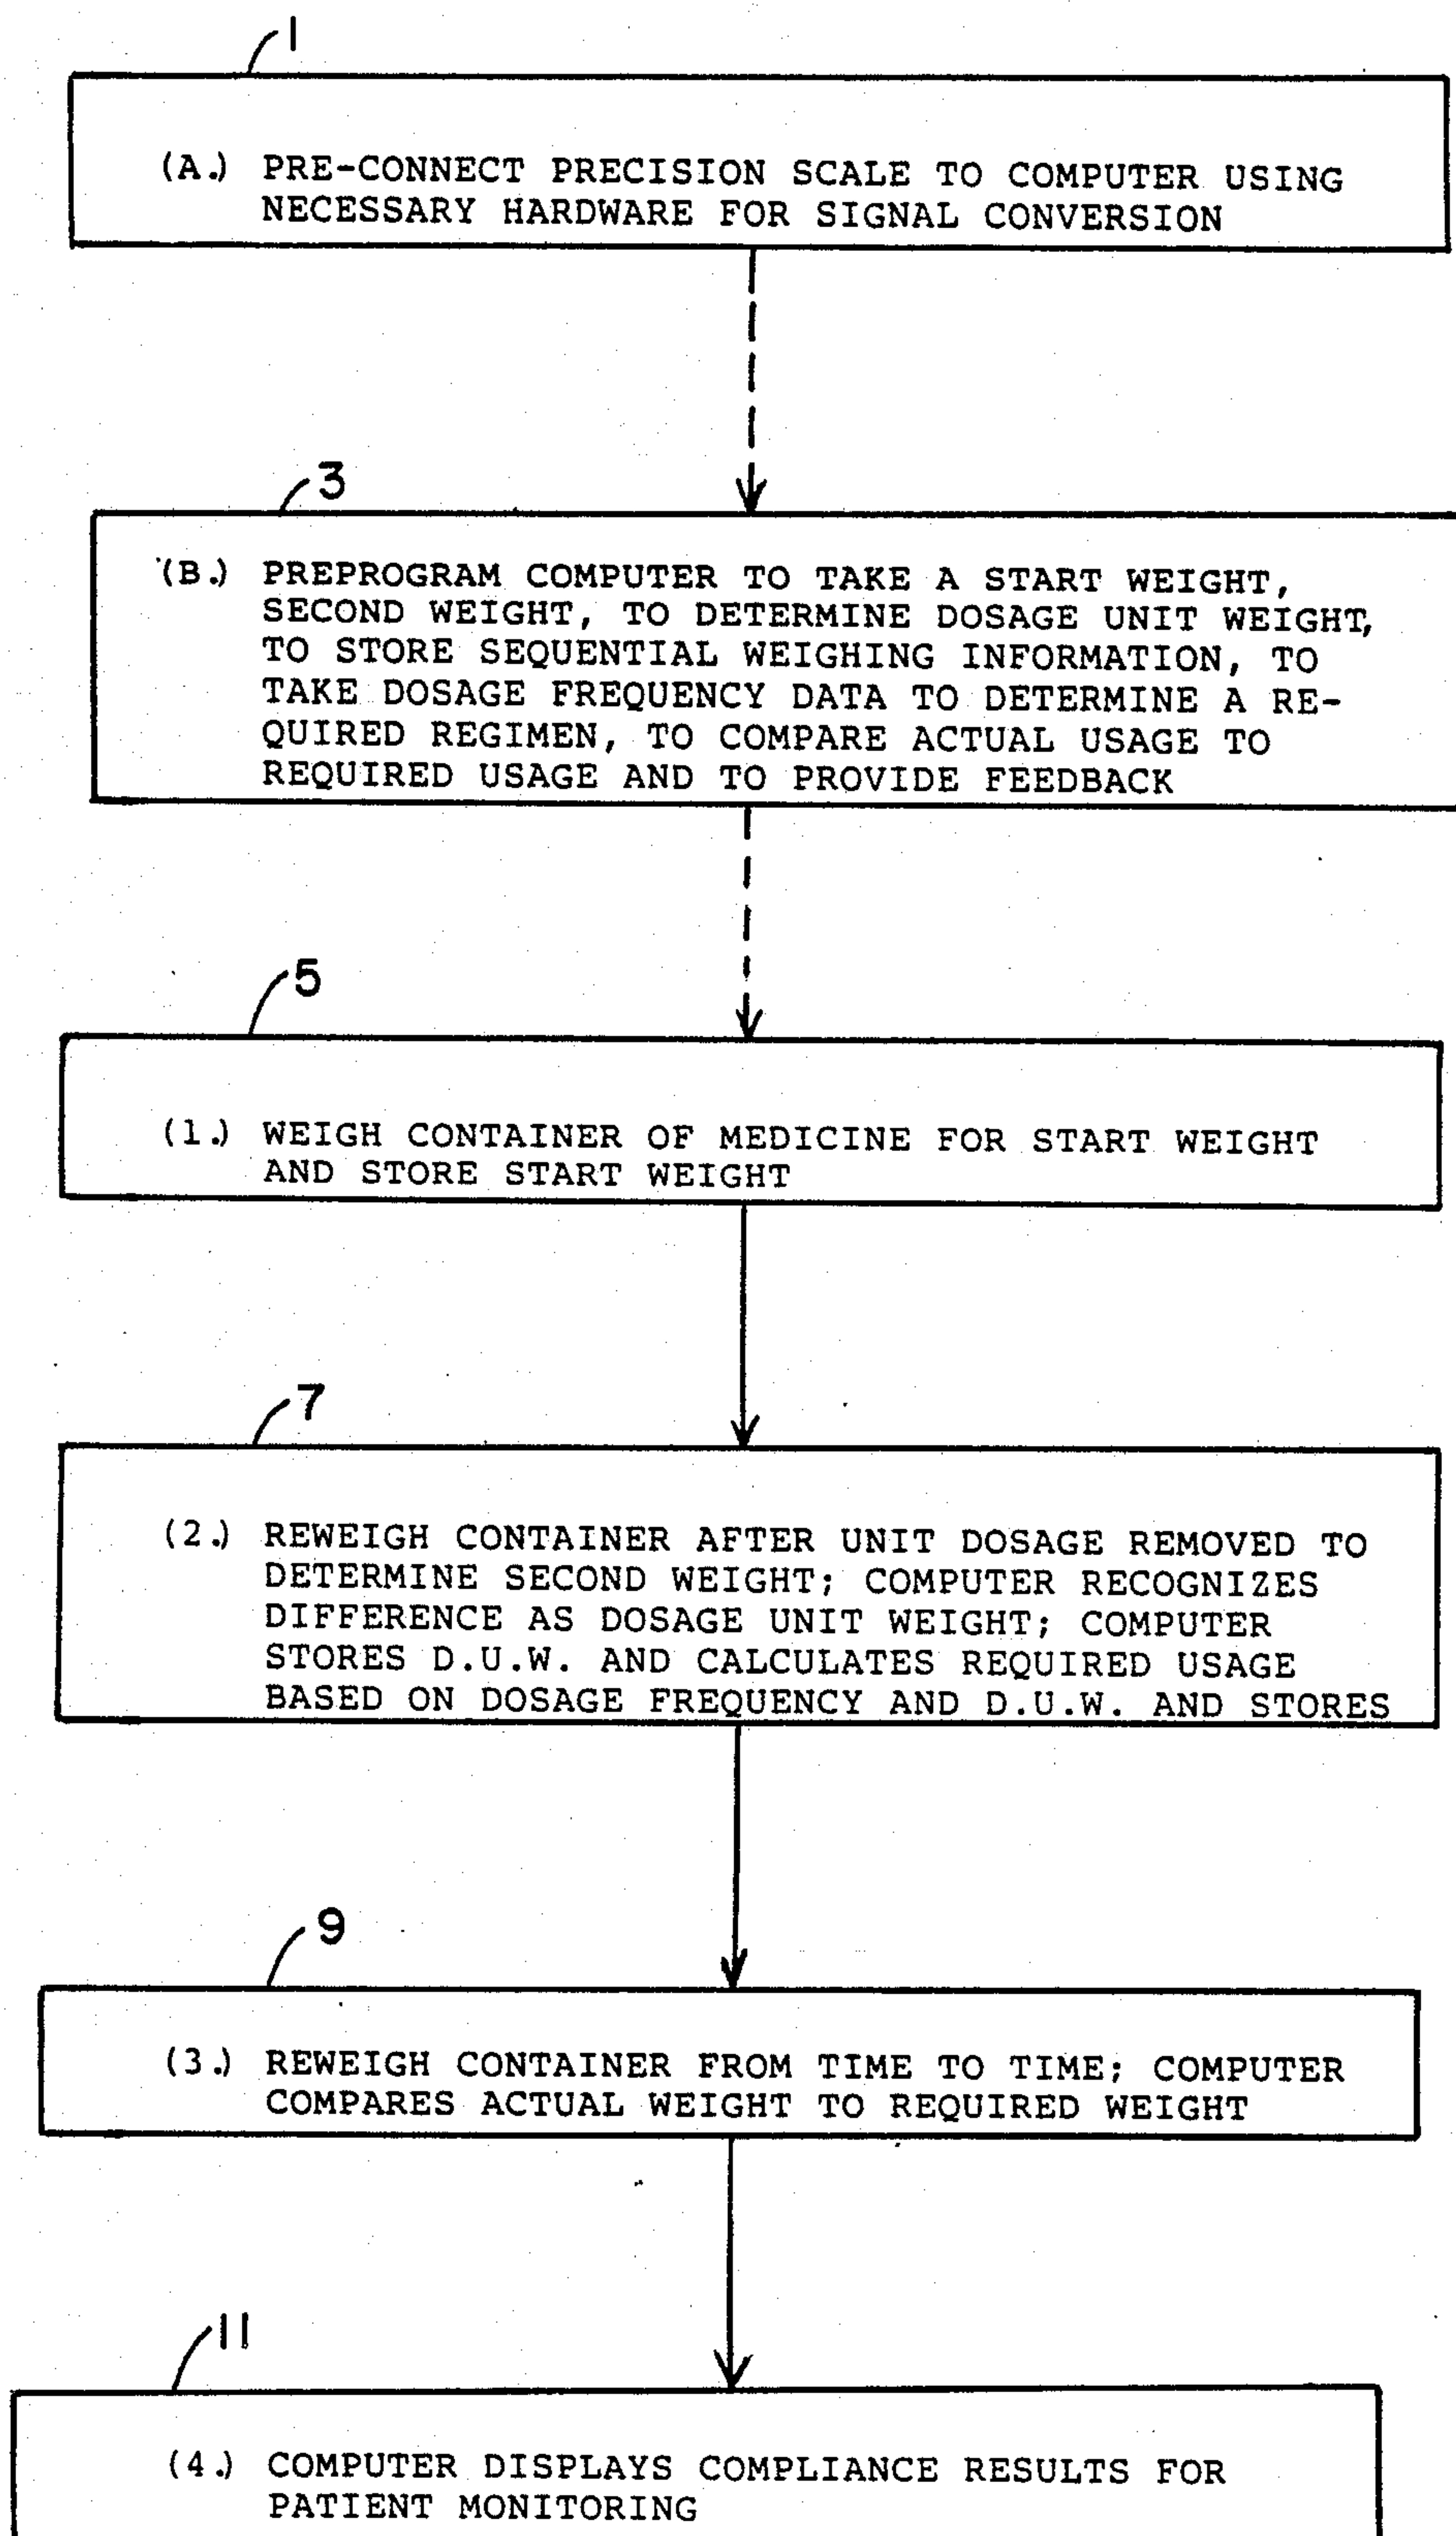 1
(A.) PRE-CONNECT PRECISION SCALE TO COMPUTER USING
NECESSARY HARDWARE FOR SIGNAL CONVERSION
3
(B.) PREPROGRAM COMPUTER TO TAKE A START WEIGHT,
SECOND WEIGHT, TO DETERMINE DOSAGE UNIT WEIGHT,
TO STORE SEQUENTIAL WEIGHING INFORMATION, TO
TAKE DOSAGE FREQUENCY DATA TO DETERMINE A RE-
QUIRED REGIMEN, TO COMPARE ACTUAL USAGE TO
REQUIRED USAGE AND TO PROVIDE FEEDBACK
5
(1.) WEIGH CONTAINER OF MEDICINE FOR START WEIGHT
AND STORE START WEIGHT
7
(2.) REWEIGH CONTAINER AFTER UNIT DOSAGE REMOVED TO
DETERMINE SECOND WEIGHT; COMPUTER RECOGNIZES
DIFFERENCE AS DOSAGE UNIT WEIGHT; COMPUTER
STORES D.U.W. AND CALCULATES REQUIRED USAGE
BASED ON DOSAGE FREQUENCY AND D.U.W. AND STORES
9
(3.) REWEIGH CONTAINER FROM TIME TO TIME; COMPUTER
COMPARES ACTUAL WEIGHT TO REQUIRED WEIGHT
11
(4.) COMPUTER DISPLAYS COMPLIANCE RESULTS FOR
PATIENT MONITORING